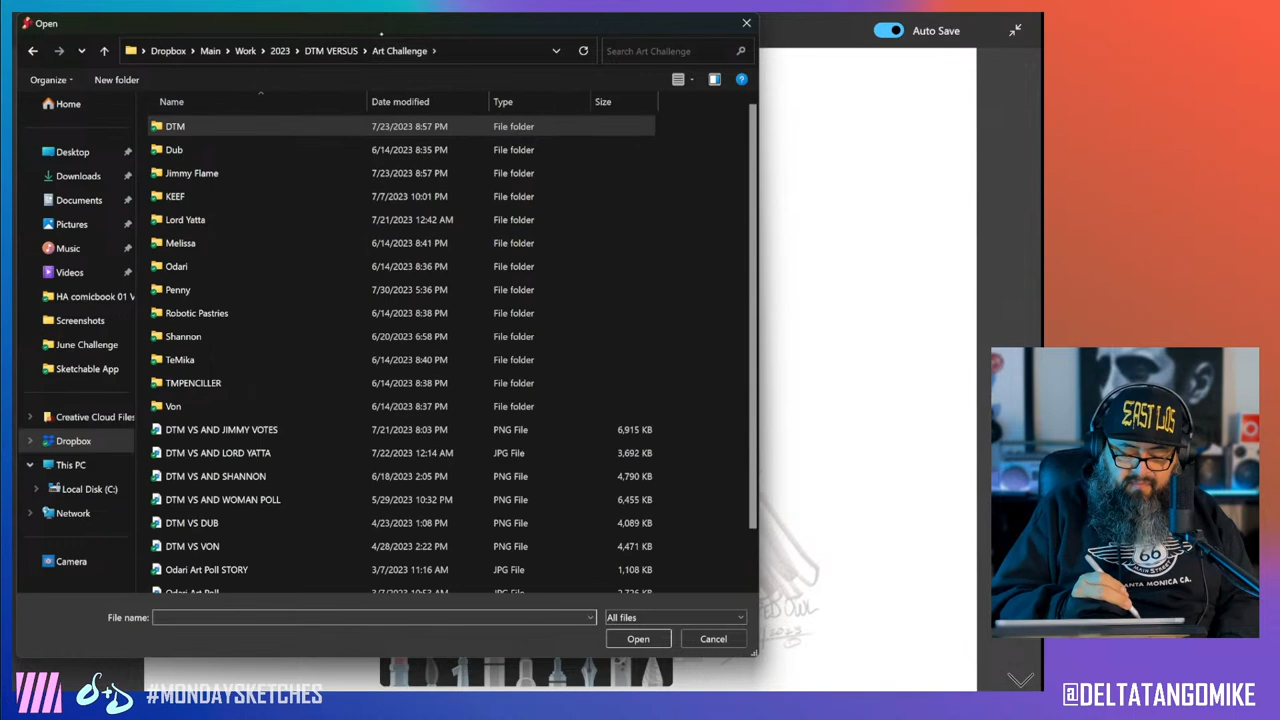 Open
Auto Save
Dropbox > Main > Work > 2023 > DTM VERSUS > Art Challenge >
Search Art Challenge
Organize
New folder
Name Date modified Type Size
Home
Desktop
Downloads
Documents
Pictures
Music
Videos
HA comicbook 01 V
Screenshots
June Challenge
Sketchable App
Creative Cloud Files
Dropbox
This PC
Local Disk (C:)
Network
Camera
DTM 7/23/2023 8:57 PM File folder
Dub 6/14/2023 8:35 PM File folder
Jimmy Flame 7/23/2023 8:57 PM File folder
KEEF 7/7/2023 10:01 PM File folder
Lord Yatta 7/21/2023 12:42 AM File folder
Melissa 6/14/2023 8:41 PM File folder
Odari 6/14/2023 8:36 PM File folder
Penny 7/30/2023 5:36 PM File folder
Robotic Pastries 6/14/2023 8:38 PM File folder
Shannon 6/20/2023 6:58 PM File folder
TeMika 6/14/2023 8:40 PM File folder
TMPENCILLER 6/14/2023 8:38 PM File folder
Von 6/14/2023 8:37 PM File folder
DTM VS AND JIMMY VOTES 7/21/2023 8:03 PM PNG File 6,915 KB
DTM VS AND LORD YATTA 7/22/2023 12:14 AM JPG File 3,692 KB
DTM VS AND SHANNON 6/18/2023 2:05 PM PNG File 4,790 KB
DTM VS AND WOMAN POLL 5/29/2023 10:32 PM PNG File 6,455 KB
DTM VS DUB 4/23/2023 1:08 PM PNG File 4,089 KB
DTM VS VON 4/28/2023 2:22 PM PNG File 4,471 KB
Odari Art Poll STORY 3/7/2023 11:16 AM JPG File 1,108 KB
Odari Art Poll 3/7/2023 10:53 AM JPG File
File name:
All files
Open
Cancel
OWL
2023
EAST LOS
66
MAIN STREET
SANTA MONICA CA.
#MONDAYSKETCHES
@DELTATANGOMIKE